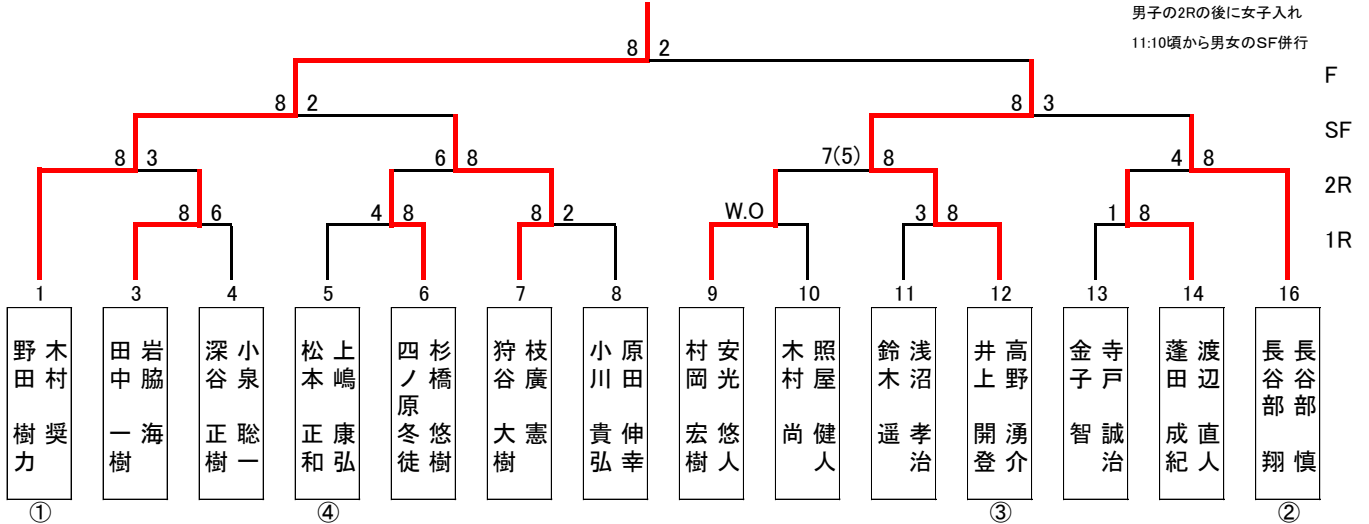 男子の2Rの後に女子入れ
11:10頃から男女のSF併行
8 2
F
8 2
8 3
SF
8 3
6 8
7(5) 8
4 8
2R
8 6
4 8
8 2
W.O
3 8
1 8
1R
1 3 4 5 6 7 8 9 10 11 12 13 14 16
木村 奨
野田 樹力
岩脇 海
田中 一樹
小泉 聡一
深谷 正樹
上嶋 康弘
松本 正和
杉橋 悠樹
四ノ原冬徒
枝廣 憲
狩谷 大樹
原田 伸幸
小川 貴弘
安光 悠人
村岡 宏樹
照屋 健人
木村 尚
浅沼 孝治
鈴木 遥
高野 湧介
井上 開登
寺戸 誠治
金子 智
渡辺 直人
蓬田 成紀
長谷部 慎
長谷部 翔
① ④ ③ ②